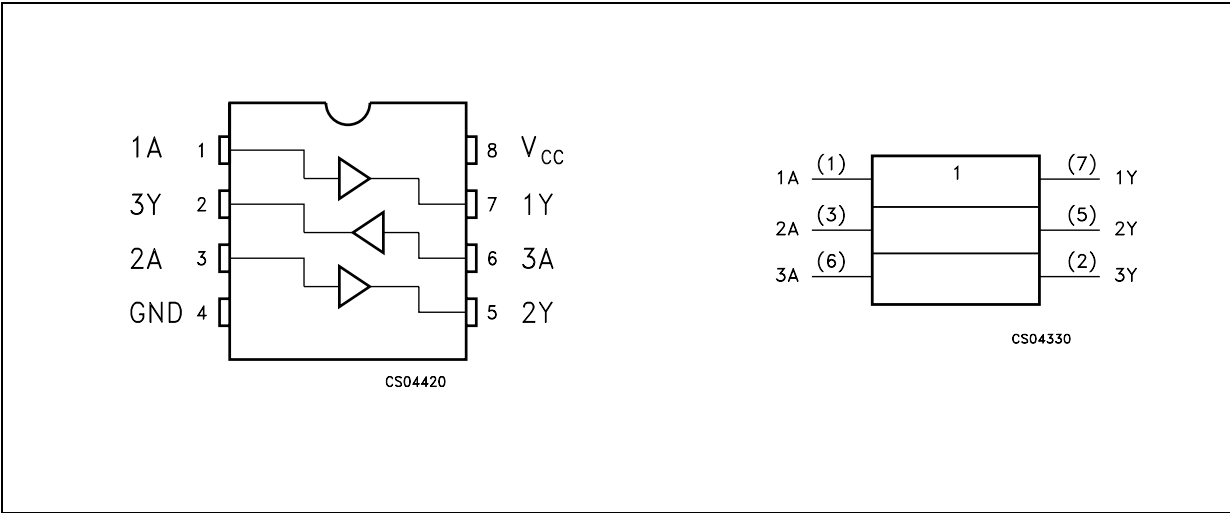 1A 1 8 VCC
3Y 2 7 1Y
2A 3 6 3A
GND 4 5 2Y
CS04420
1A (1) 1 (7) 1Y
2A (3) (5) 2Y
3A (6) (2) 3Y
CS04330